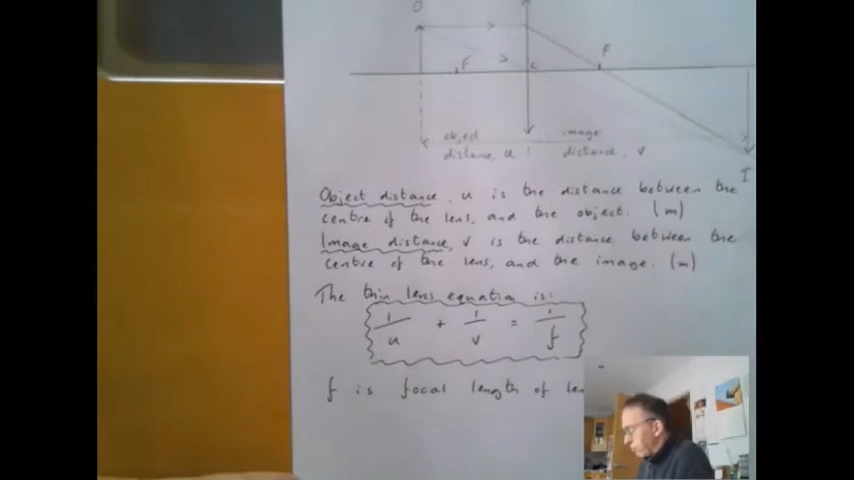 O
F
c
F
object
image
distance, u
distance, v
I
Object distance, u is the distance between the
centre of the lens, and the object. (m)
Image distance, v is the distance between the
centre of the lens, and the image. (m)
The thin lens equation is:
1/u + 1/v = 1/f
f is focal length of